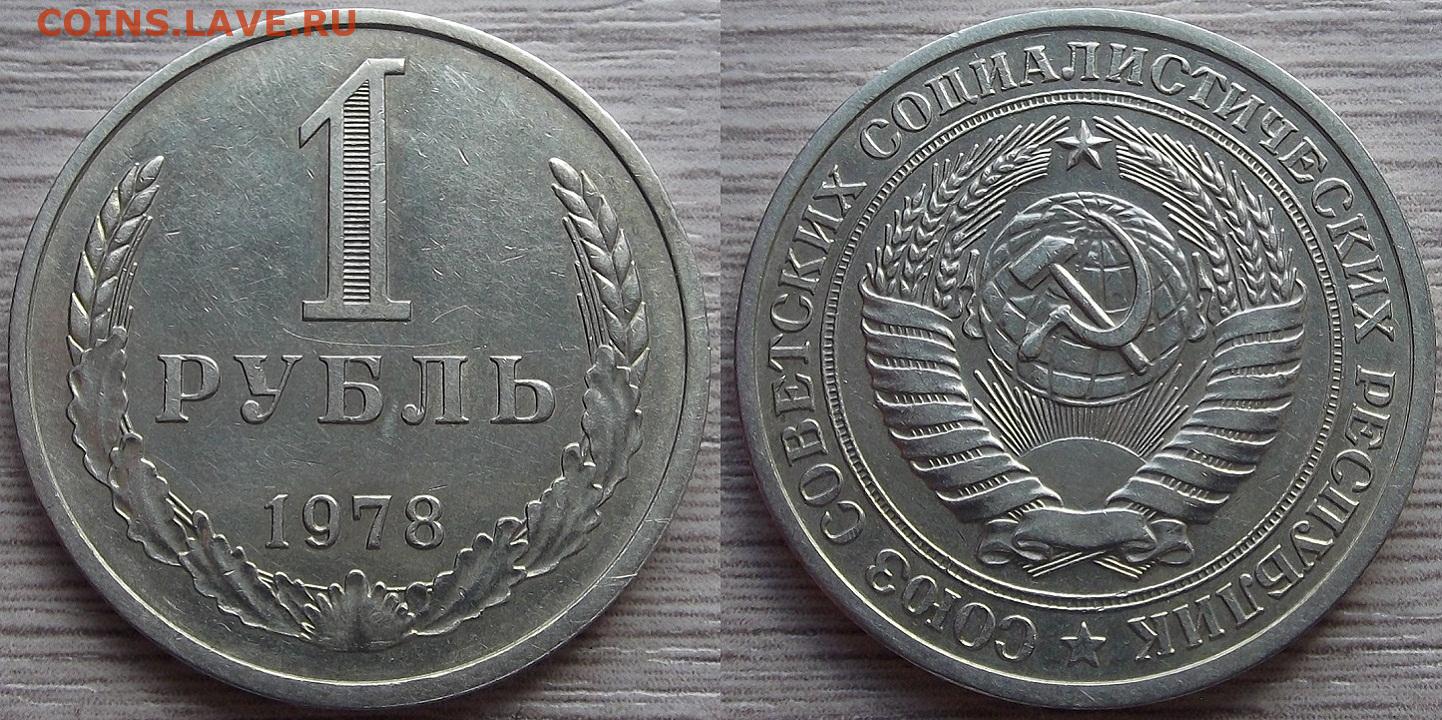 COINS.LAVE.RU
1
РУБЛЬ
1978
СОЮЗ СОВЕТСКИХ СОЦИАЛИСТИЧЕСКИХ РЕСПУБЛИК